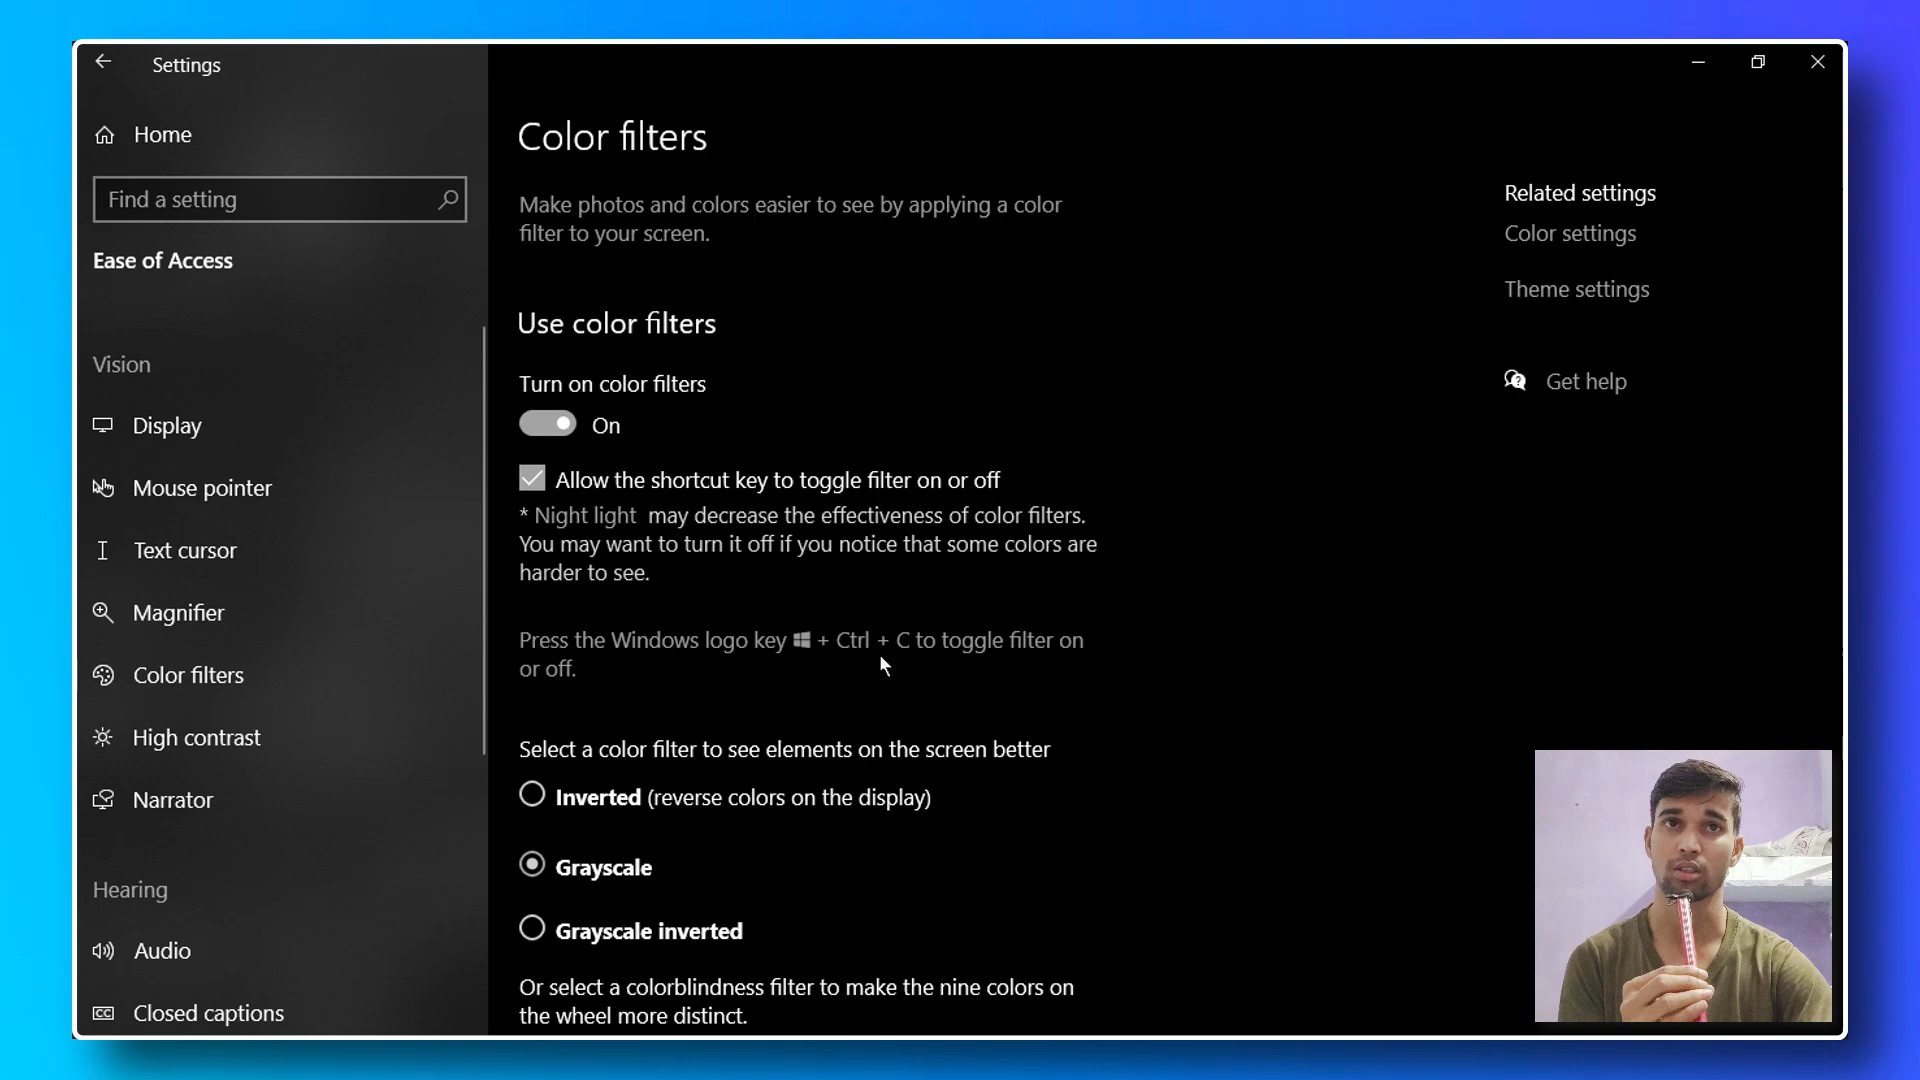 Settings
Home
Find a setting
Ease of Access
Vision
Display
Mouse pointer
Text cursor
Magnifier
Color filters
High contrast
Narrator
Hearing
Audio
Closed captions
Color filters
Make photos and colors easier to see by applying a color
filter to your screen.
Use color filters
Turn on color filters
On
Allow the shortcut key to toggle filter on or off
* Night light may decrease the effectiveness of color filters.
You may want to turn it off if you notice that some colors are
harder to see.
Press the Windows logo key + Ctrl + C to toggle filter on
or off.
Select a color filter to see elements on the screen better
Inverted (reverse colors on the display)
Grayscale
Grayscale inverted
Or select a colorblindness filter to make the nine colors on
the wheel more distinct.
Related settings
Color settings
Theme settings
Get help